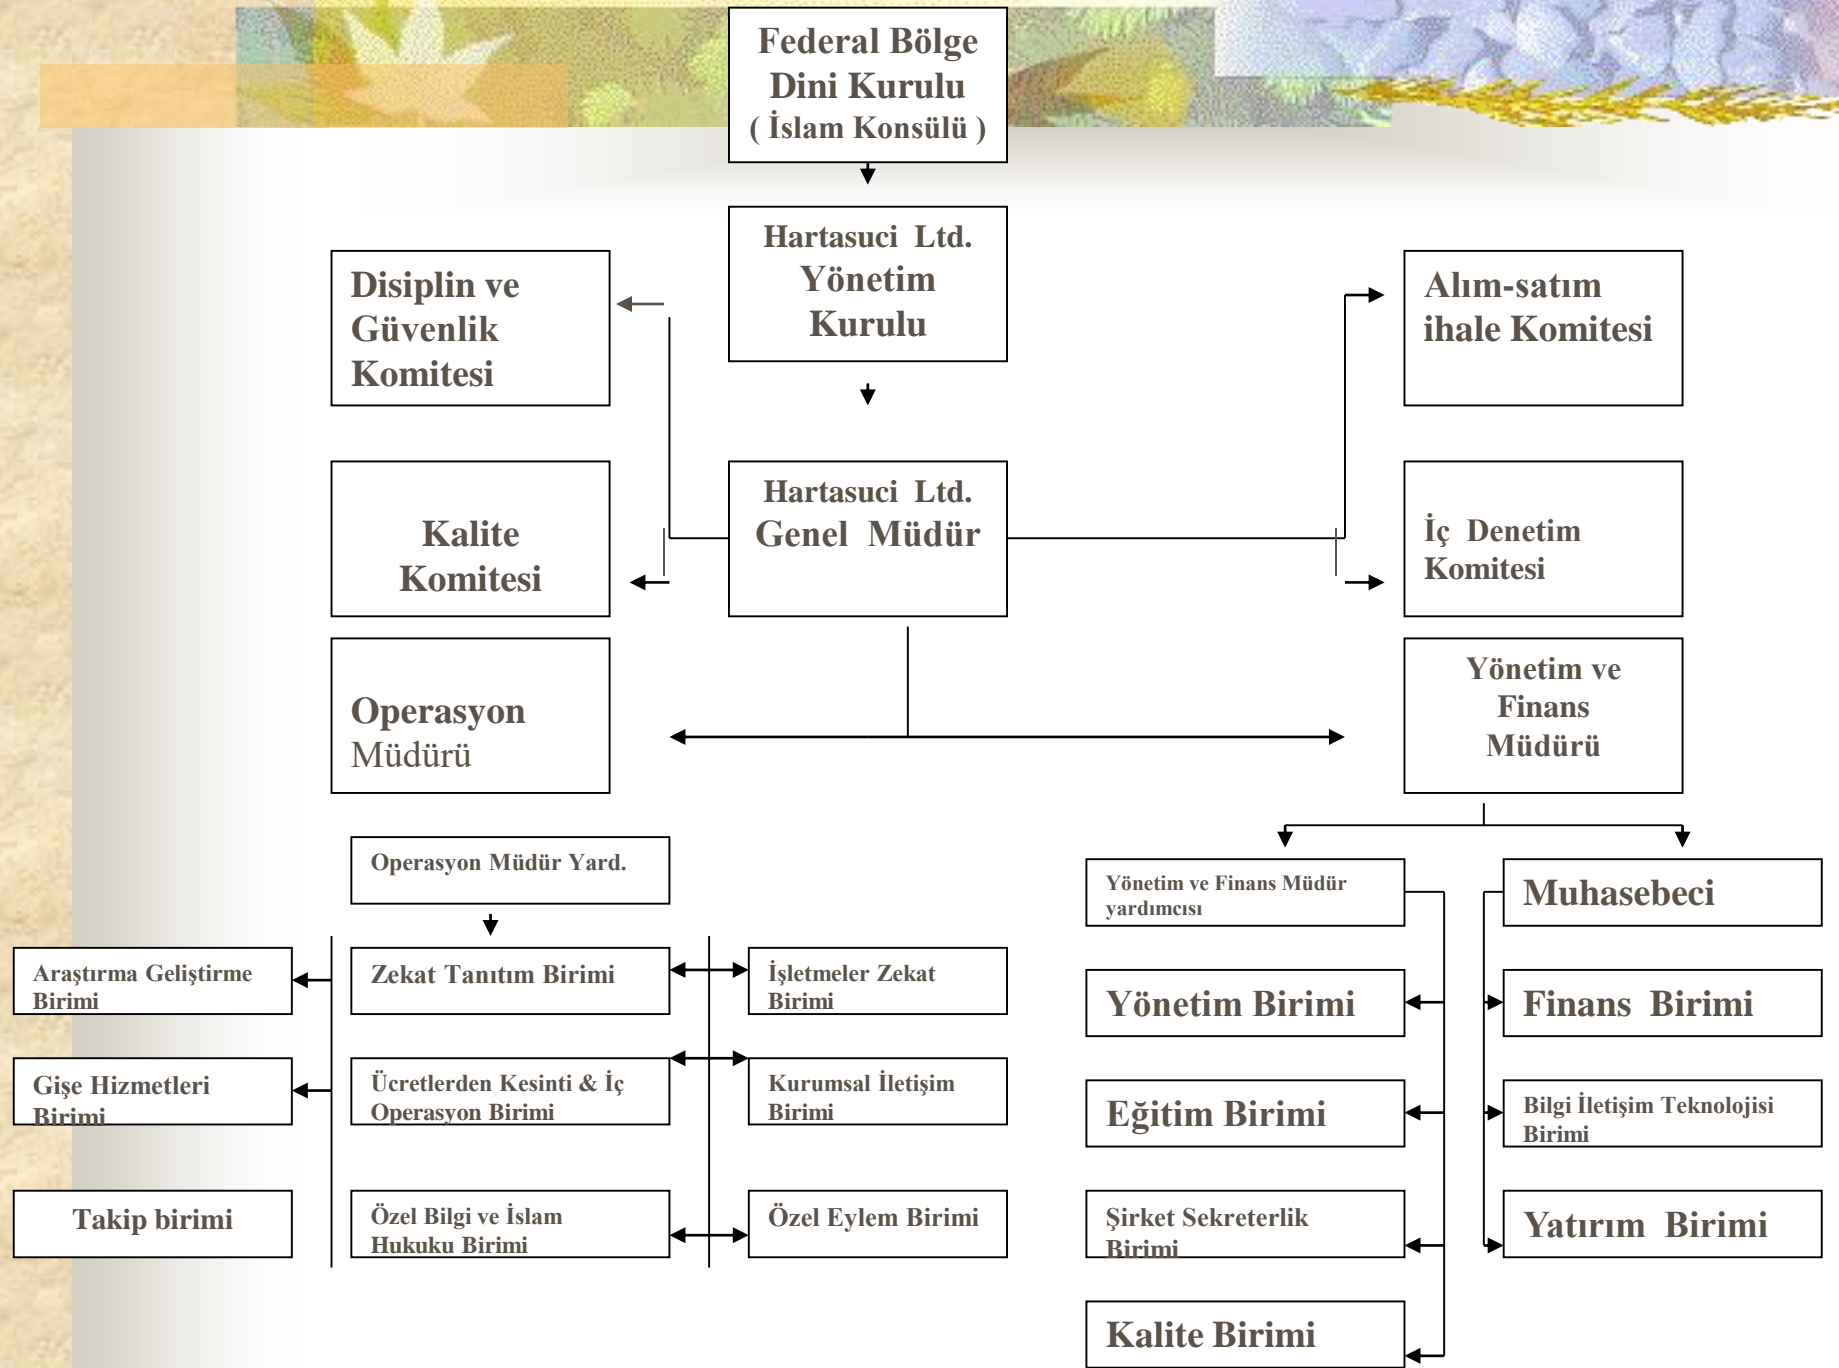 Federal Bölge
Dini Kurulu
( İslam Konsülü )
Hartasuci Ltd.
Yönetim
Kurulu
Disiplin ve
Güvenlik
Komitesi
Alım-satım
ihale Komitesi
Kalite
Komitesi
Hartasuci Ltd.
Genel Müdür
İç Denetim
Komitesi
Operasyon
Müdürü
Yönetim ve
Finans
Müdürü
Operasyon Müdür Yard.
Yönetim ve Finans Müdür
yardımcısı
Muhasebeci
Araştırma Geliştirme
Birimi
Zekat Tanıtım Birimi
İşletmeler Zekat
Birimi
Yönetim Birimi
Finans Birimi
Gişe Hizmetleri
Birimi
Ücretlerden Kesinti & İç
Operasyon Birimi
Kurumsal İletişim
Birimi
Eğitim Birimi
Bilgi İletişim Teknolojisi
Birimi
Takip birimi
Özel Bilgi ve İslam
Hukuku Birimi
Özel Eylem Birimi
Şirket Sekreterlik
Birimi
Yatırım Birimi
Kalite Birimi